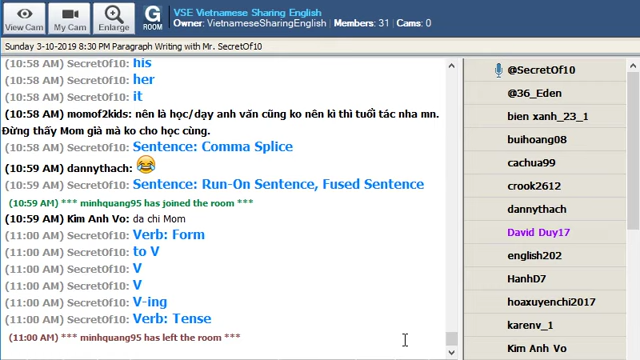 VSE Vietnamese Sharing English
Owner: VietnameseSharingEnglish | Members: 31 | Cams: 0
View Cam
My Cam
Enlarge
G
ROOM
Sunday 3-10-2019 8:30 PM Paragraph Writing with Mr. SecretOf10
(10:58 AM) SecretOf10: his
(10:58 AM) SecretOf10: her
(10:58 AM) SecretOf10: it
(10:58 AM) momof2kids: nên là học/dạy anh văn cũng ko nên kì thì tuổi tác nha mn.
Đừng thấy Mom già mà ko cho học cùng.
(10:58 AM) SecretOf10: Sentence: Comma Splice
(10:59 AM) dannythach:
(10:59 AM) SecretOf10: Sentence: Run-On Sentence, Fused Sentence
(10:59 AM) *** minhquang95 has joined the room ***
(10:59 AM) Kim Anh Vo: da chi Mom
(11:00 AM) SecretOf10: Verb: Form
(11:00 AM) SecretOf10: to V
(11:00 AM) SecretOf10: V
(11:00 AM) SecretOf10: V
(11:00 AM) SecretOf10: V-ing
(11:00 AM) SecretOf10: Verb: Tense
(11:00 AM) *** minhquang95 has left the room ***
@SecretOf10
@36_Eden
bien xanh_23_1
buihoang08
cachua99
crook2612
dannythach
David Duy17
english202
HanhD7
hoaxuyenchi2017
karenv_1
Kim Anh Vo